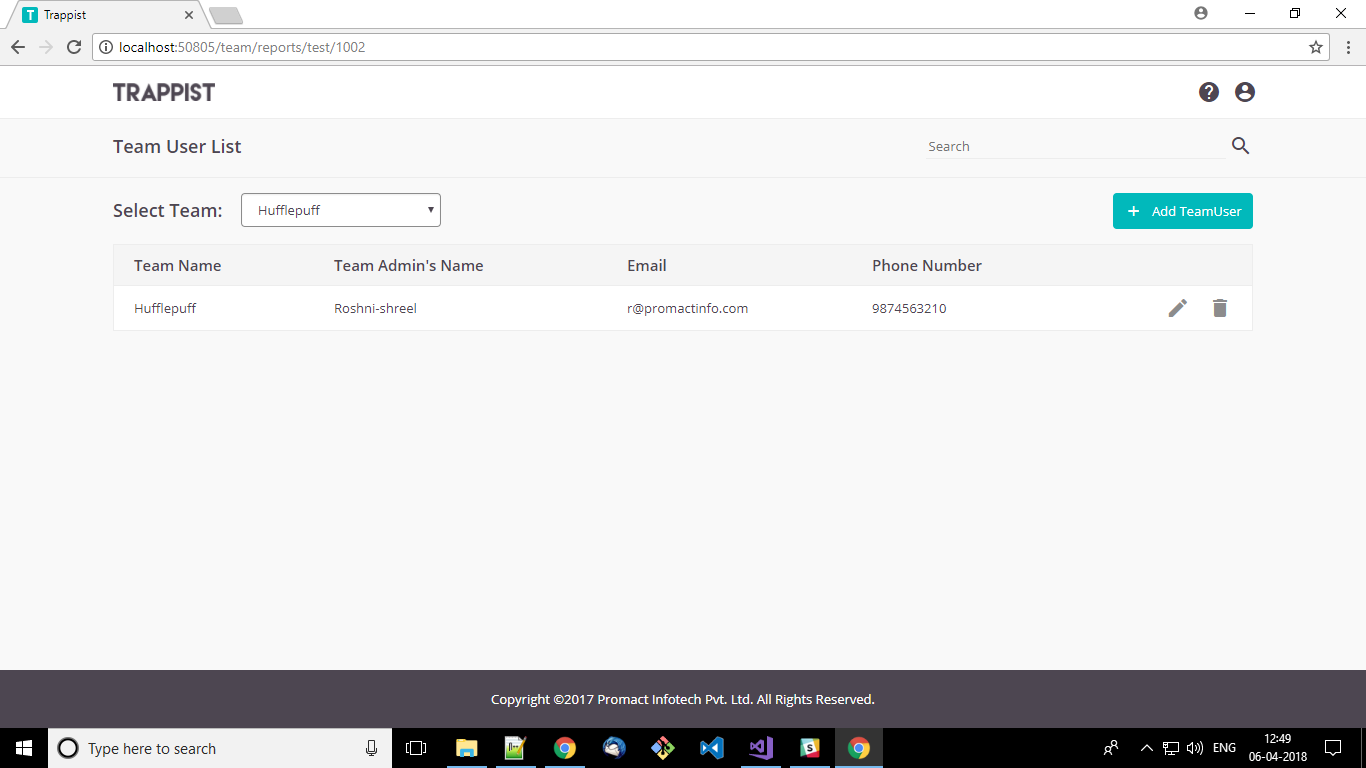 Trappist
localhost:50805/team/reports/test/1002
TRAPPIST
Team User List
Search
Select Team: Hufflepuff
+ Add TeamUser
Team Name Team Admin's Name Email Phone Number
Hufflepuff Roshni-shreel r@promactinfo.com 9874563210
Copyright ©2017 Promact Infotech Pvt. Ltd. All Rights Reserved.
Type here to search
ENG
12:49
06-04-2018